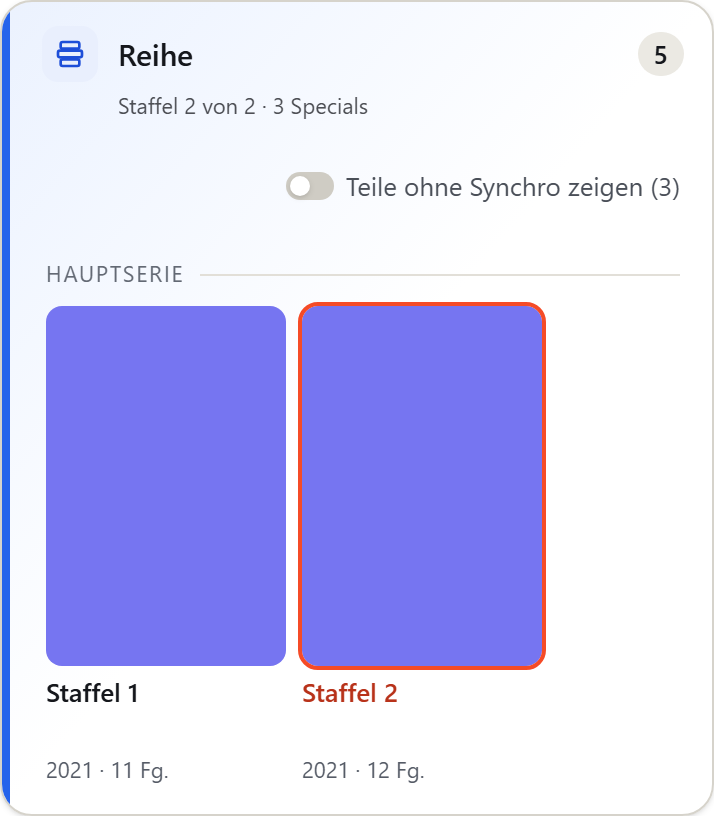 Reihe
5
Staffel 2 von 2 · 3 Specials
Teile ohne Synchro zeigen (3)
HAUPTSERIE
Staffel 1
Staffel 2
2021 · 11 Fg.
2021 · 12 Fg.